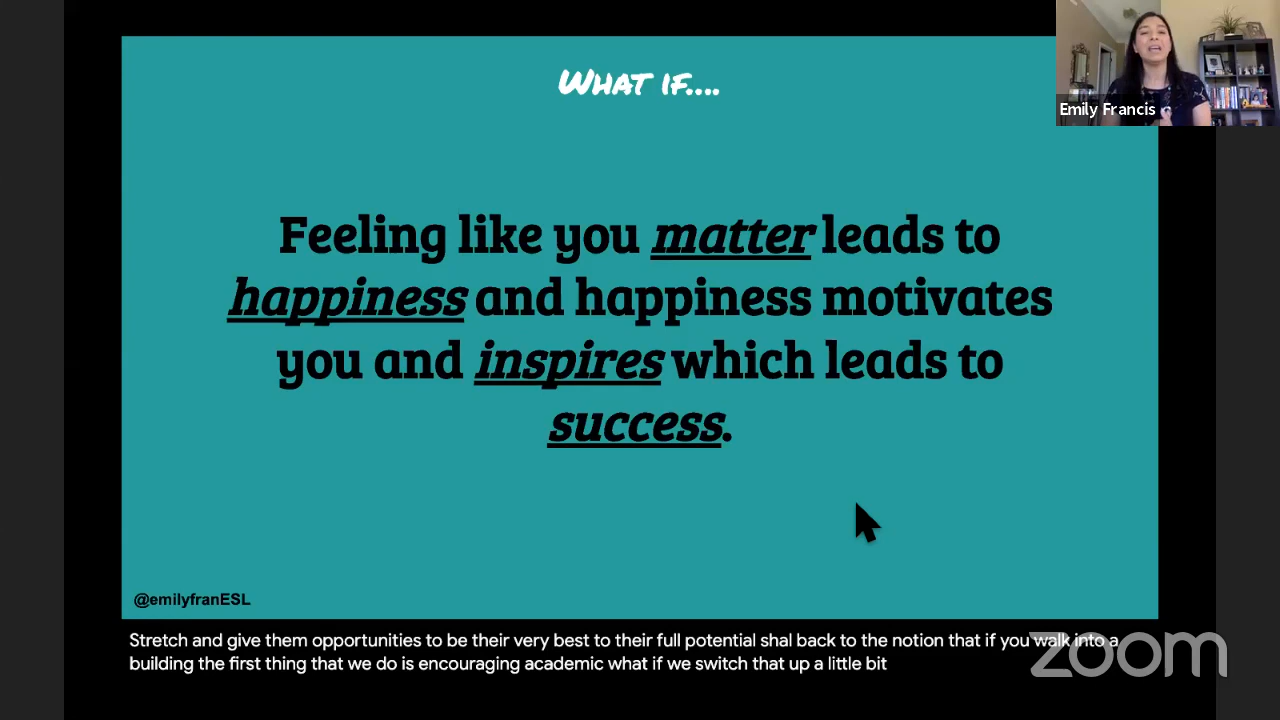 What if....
Emily Francis
Feeling like you matter leads to
happiness and happiness motivates
you and inspires which leads to
success.
@emilyfranESL
Stretch and give them opportunities to be their very best to their full potential shal back to the notion that if you walk into a
building the first thing that we do is encouraging academic what if we switch that up a little bit
zoom